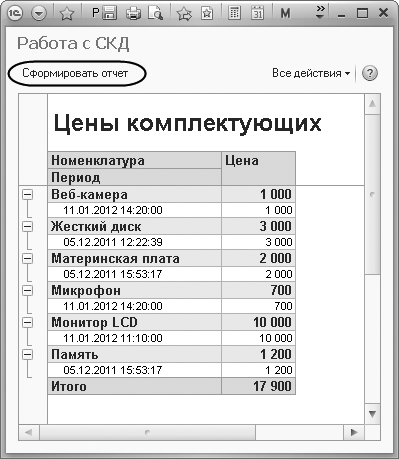 P M
Работа с СКД
Сформировать отчет Все действия ?
Цены комплектующих
Номенклатура Цена
Период
Веб-камера 1 000
11.01.2012 14:20:00 1 000
Жесткий диск 3 000
05.12.2011 12:22:39 3 000
Материнская плата 2 000
05.12.2011 15:53:17 2 000
Микрофон 700
11.01.2012 14:20:00 700
Монитор LCD 10 000
11.01.2012 11:10:00 10 000
Память 1 200
05.12.2011 15:53:17 1 200
Итого 17 900